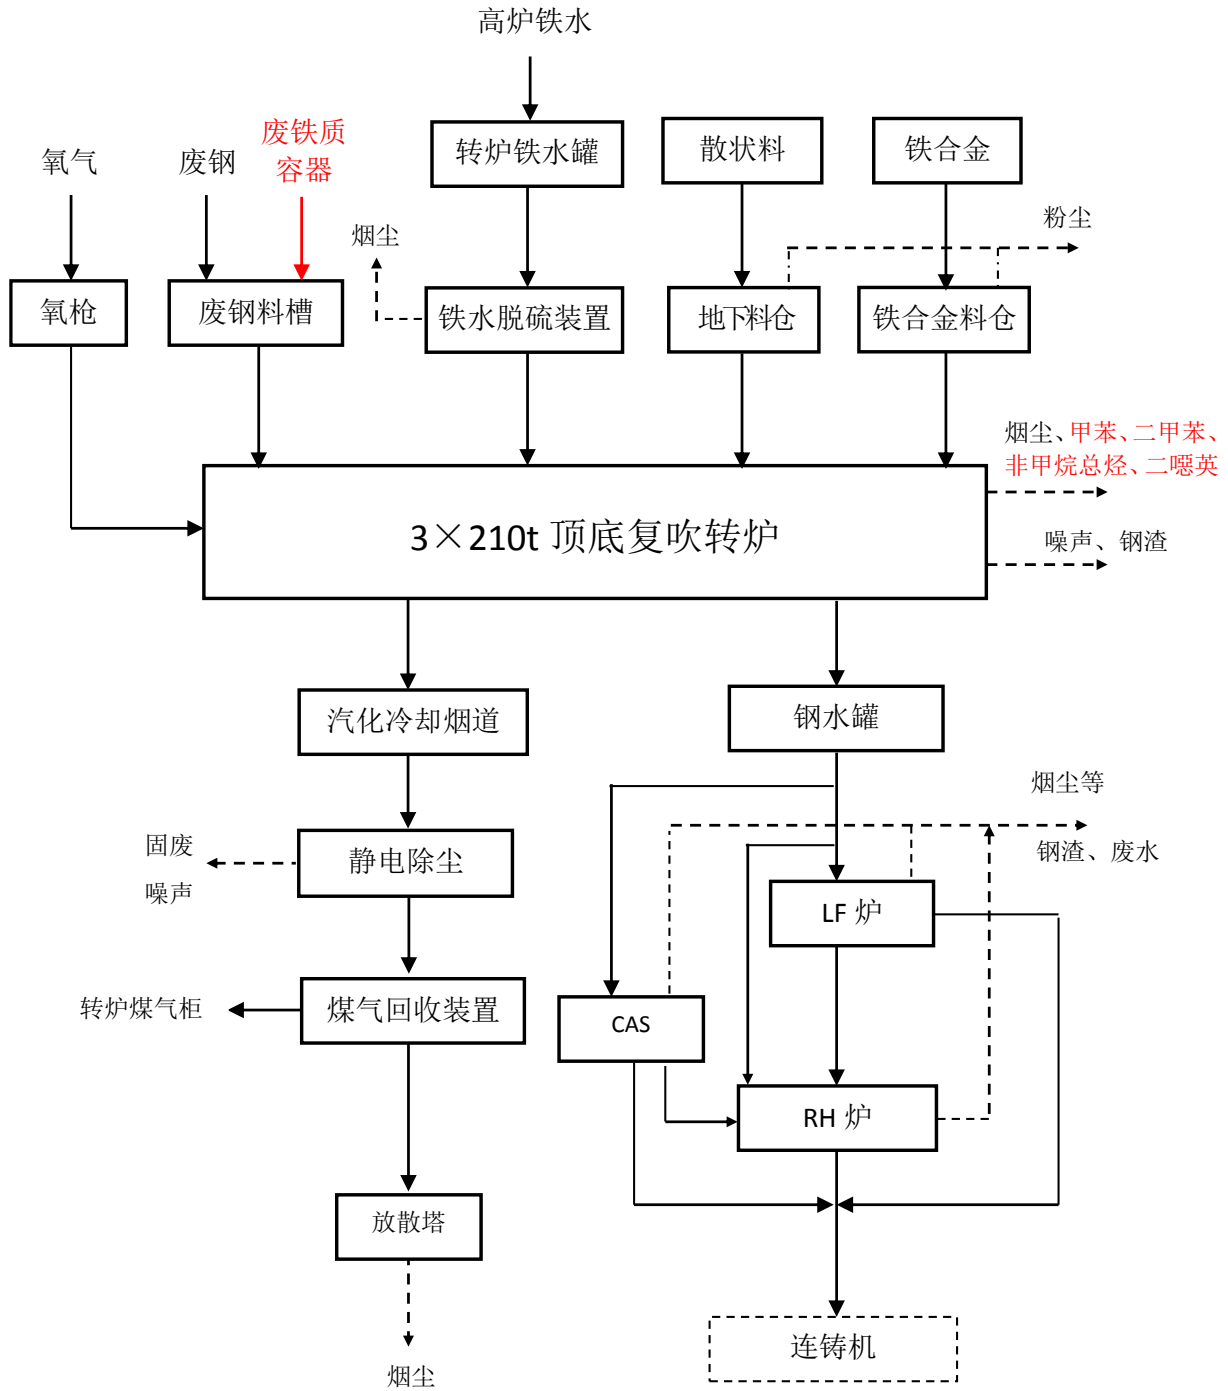 高炉铁水
氧气
废钢
废铁质
容器
转炉铁水罐
散状料
铁合金
烟尘
粉尘
氧枪
废钢料槽
铁水脱硫装置
地下料仓
铁合金料仓
烟尘、甲苯、二甲苯、
非甲烷总烃、二噁英
3×210t 顶底复吹转炉
噪声、钢渣
汽化冷却烟道
钢水罐
烟尘等
钢渣、废水
固废
噪声
静电除尘
LF 炉
转炉煤气柜
煤气回收装置
CAS
RH 炉
放散塔
烟尘
连铸机